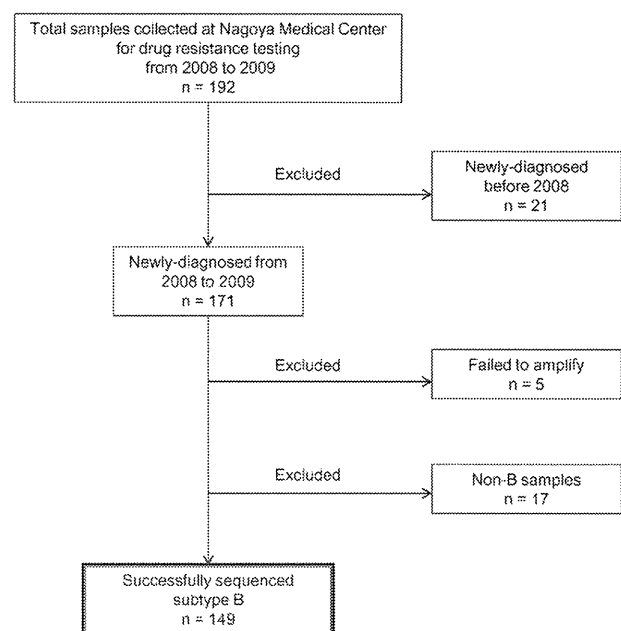 Total samples collected at Nagoya Medical Center
for drug resistance testing
from 2008 to 2009
n = 192
Excluded
Newly-diagnosed
before 2008
n = 21
Newly-diagnosed from
2008 to 2009
n = 171
Excluded
Failed to amplify
n = 5
Excluded
Non-B samples
n = 17
Successfully sequenced
subtype B
n = 149